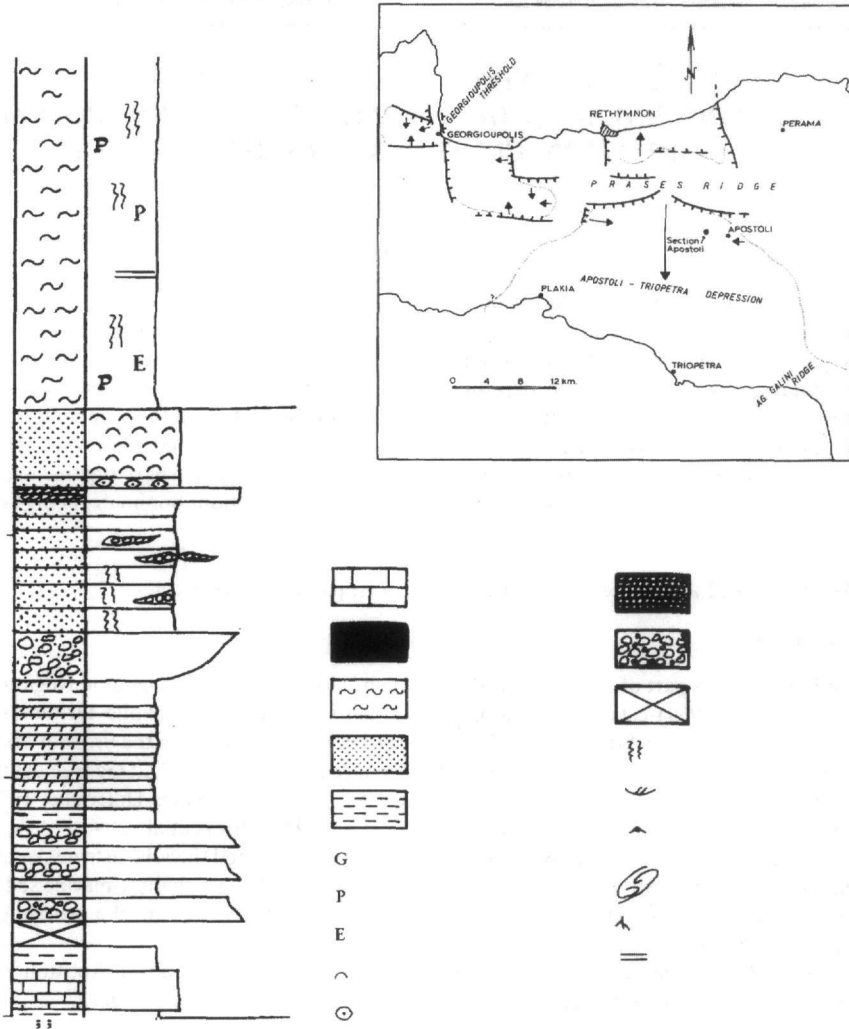 N
GEORGIOUPOLIS
THRESHOLD
RETHYMNON
GEORGIOUPOLIS
PERAMA
PRASES RIDGE
Section
Apostoli
APOSTOLI
APOSTOLI - TRIOPETRA DEPRESSION
PLAKIA
?
TRIOPETRA
AG GALINI
RIDGE
0 4 8 12 km.
P
P
E
P
G
P
E